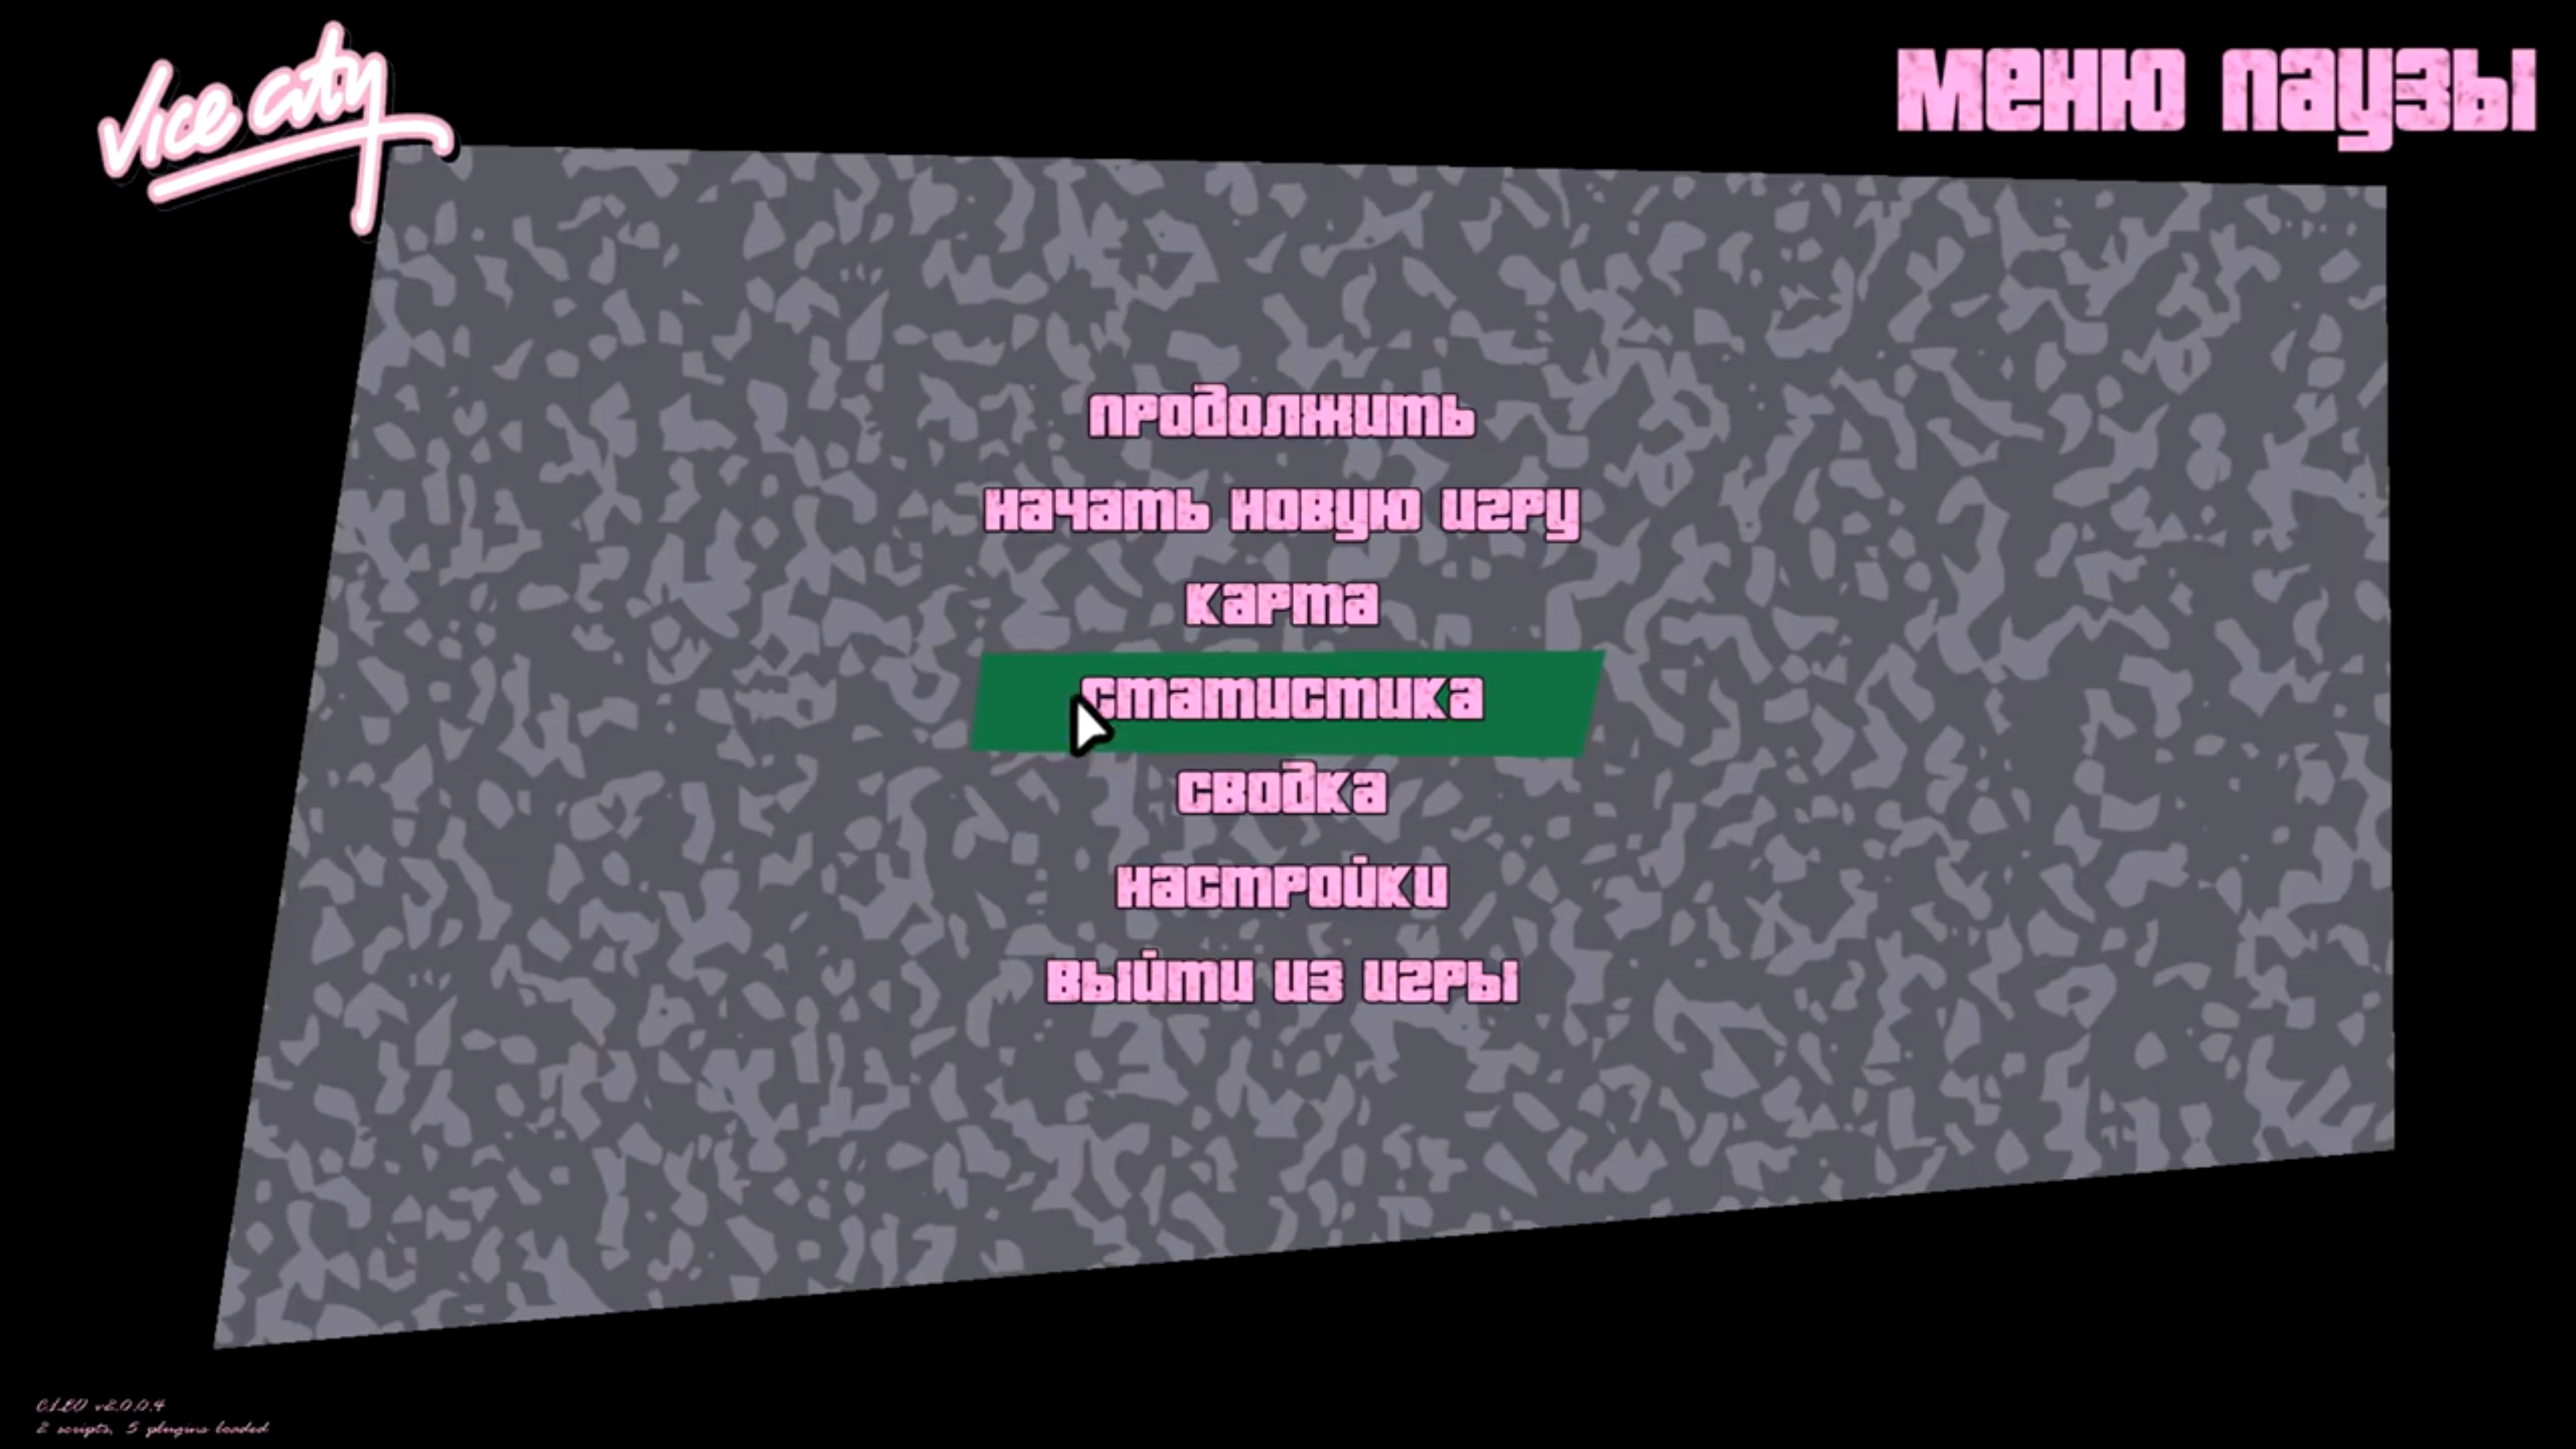 vice city
меню паузы
продолжить
начать новую игру
карта
статистика
сводка
настройки
выйти из игры
CLEO v2.0.0.4
2 scripts, 5 plugins loaded